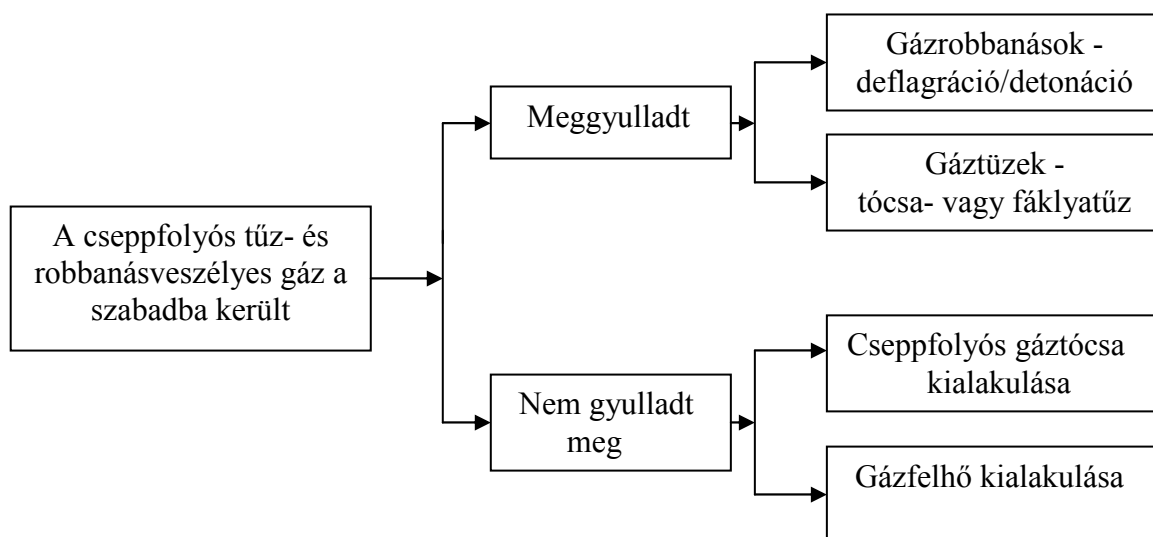 A cseppfolyós tűz- és
robbanásveszélyes gáz a
szabadba került
Meggyulladt
Gázrobbanások -
deflagráció/detonáció
Gáztüzek -
tócsa- vagy fáklyatűz
Nem gyulladt
meg
Cseppfolyós gáztócsa
kialakulása
Gázfelhő kialakulása